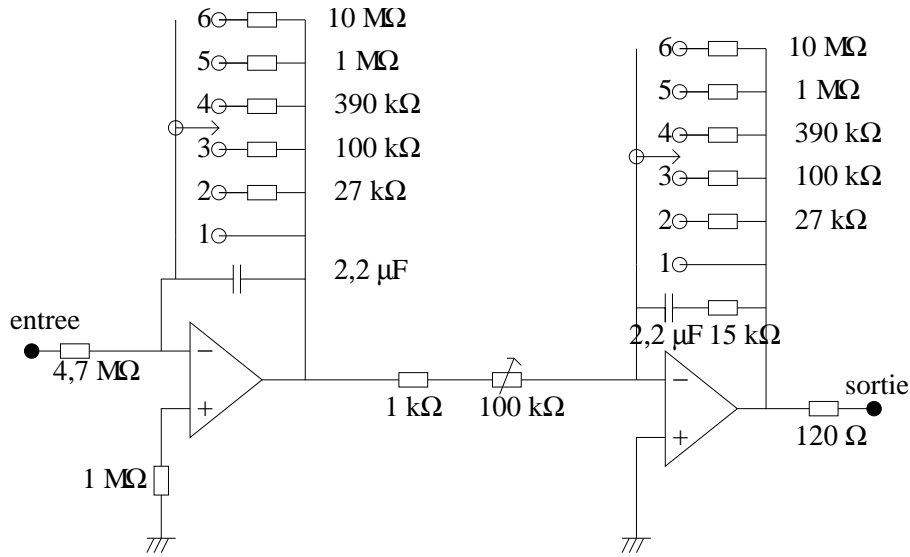 6 10 MΩ
5 1 MΩ
4 390 kΩ
3 100 kΩ
2 27 kΩ
1
2,2 µF
entree
4,7 MΩ
−
+
1 MΩ
1 kΩ
100 kΩ
6 10 MΩ
5 1 MΩ
4 390 kΩ
3 100 kΩ
2 27 kΩ
1
2,2 µF 15 kΩ
−
+
sortie
120 Ω